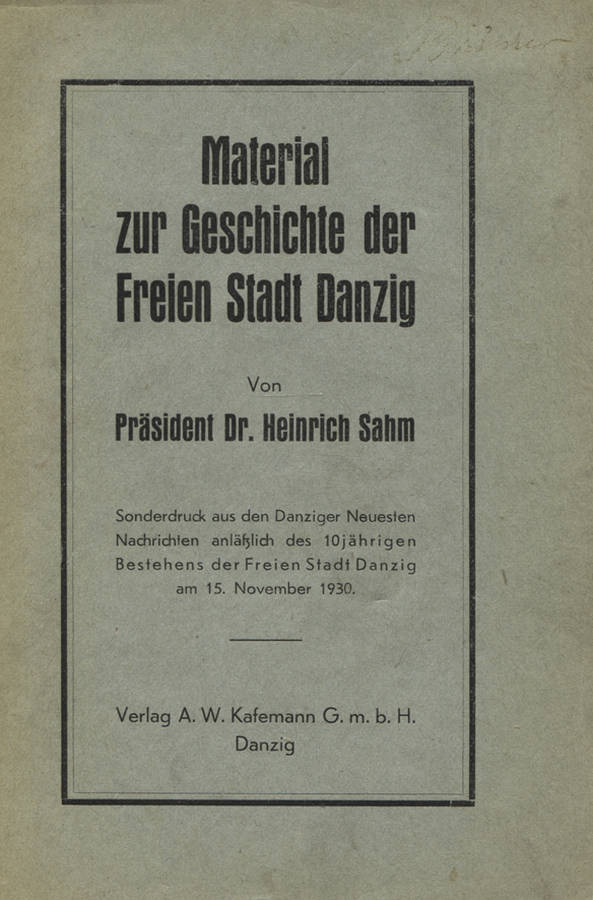 Material
zur Geschichte der
Freien Stadt Danzig
Von
Präsident Dr. Heinrich Sahm
Sonderdruck aus den Danziger Neuesten
Nachrichten anläßlich des 10jährigen
Bestehens der Freien Stadt Danzig
am 15. November 1930.
Verlag A. W. Kafemann G. m. b. H.
Danzig